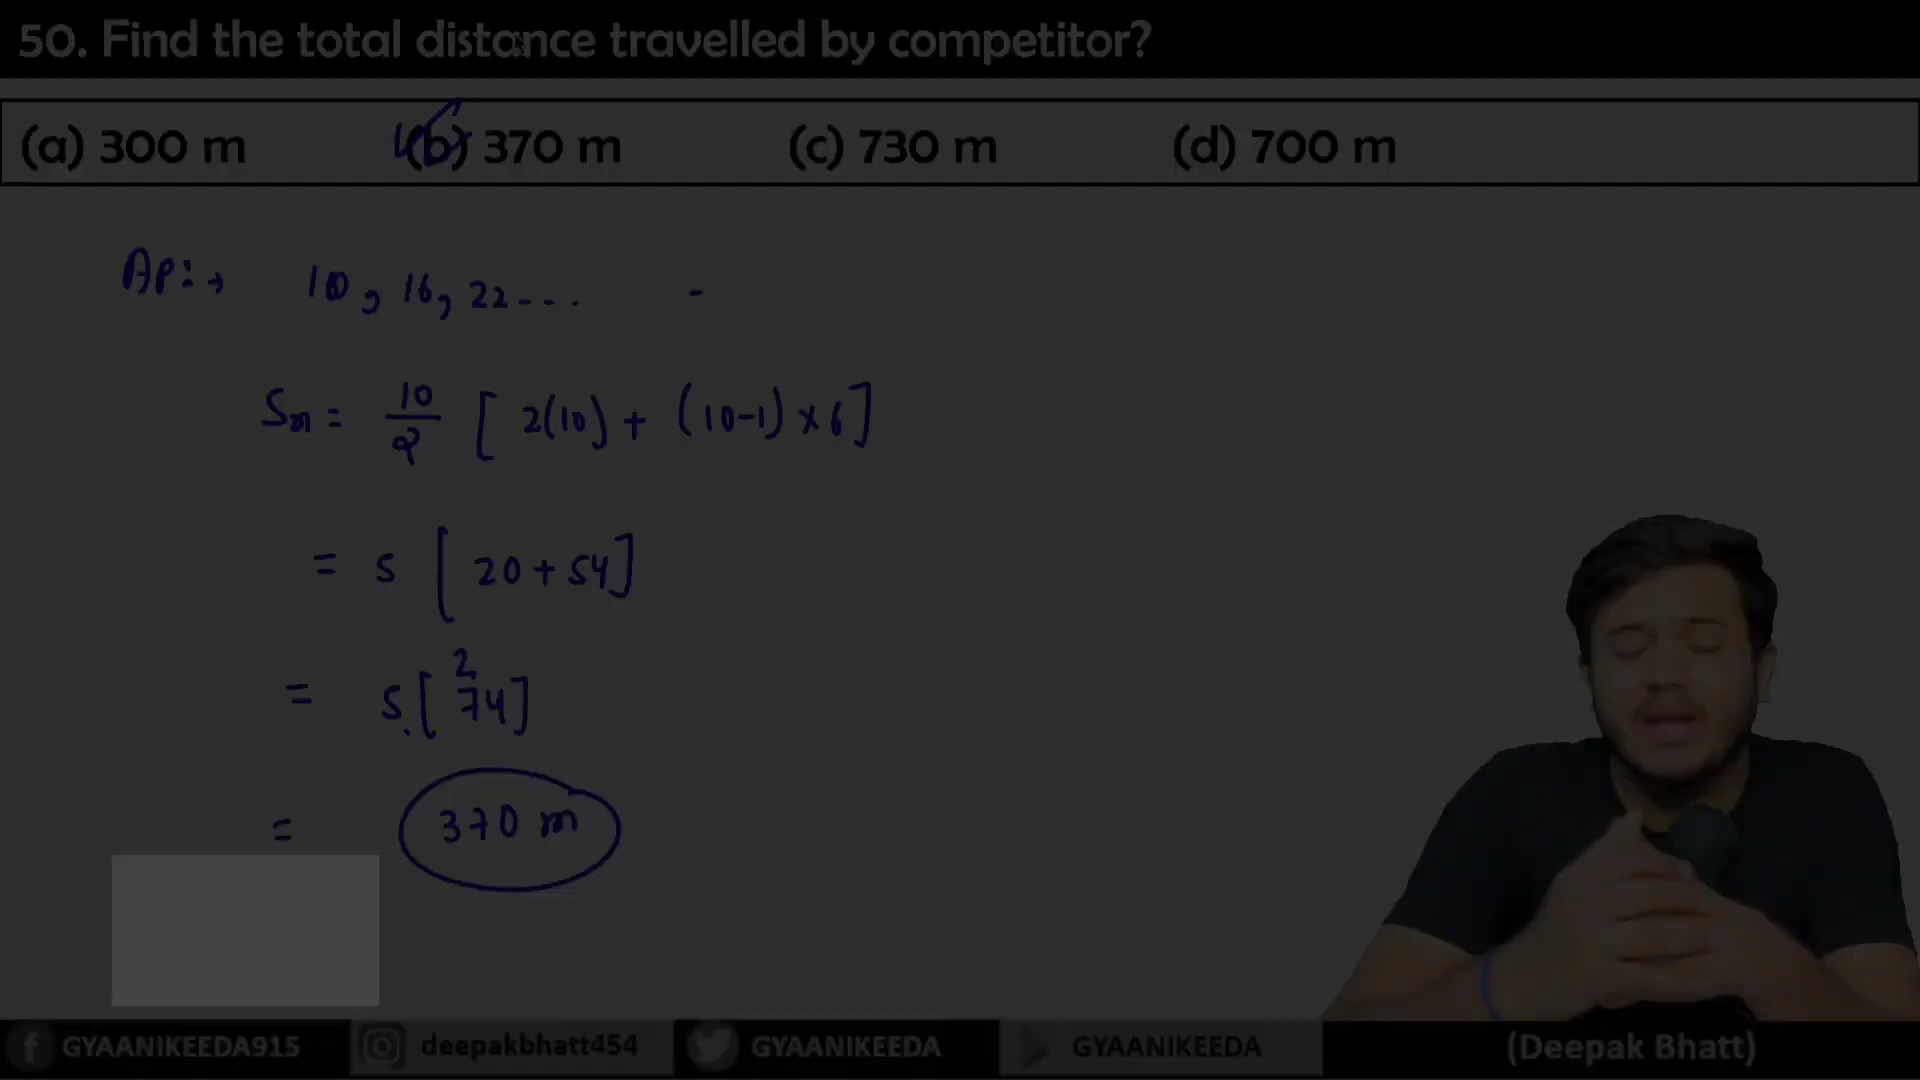 50. Find the total distance travelled by competitor?
(a) 300 m (b) 370 m (c) 730 m (d) 700 m
AP:→ 10, 16, 22--.  -
Sn = 10/2 [ 2(10) + (10-1) × 6]
= 5 [ 20 + 54]
2
= 5.[ 74]
= 370 m
GYAANIKEEDA915 deepakbhatt454 GYAANIKEEDA GYAANIKEEDA (Deepak Bhatt)